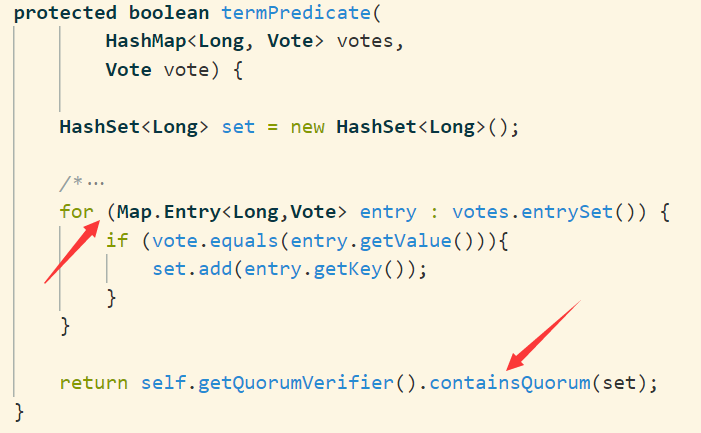 protected boolean termPredicate(
HashMap<Long, Vote> votes,
Vote vote) {
HashSet<Long> set = new HashSet<Long>();
/*...
for (Map.Entry<Long,Vote> entry : votes.entrySet()) {
if (vote.equals(entry.getValue())){
set.add(entry.getKey());
}
}
return self.getQuorumVerifier().containsQuorum(set);
}